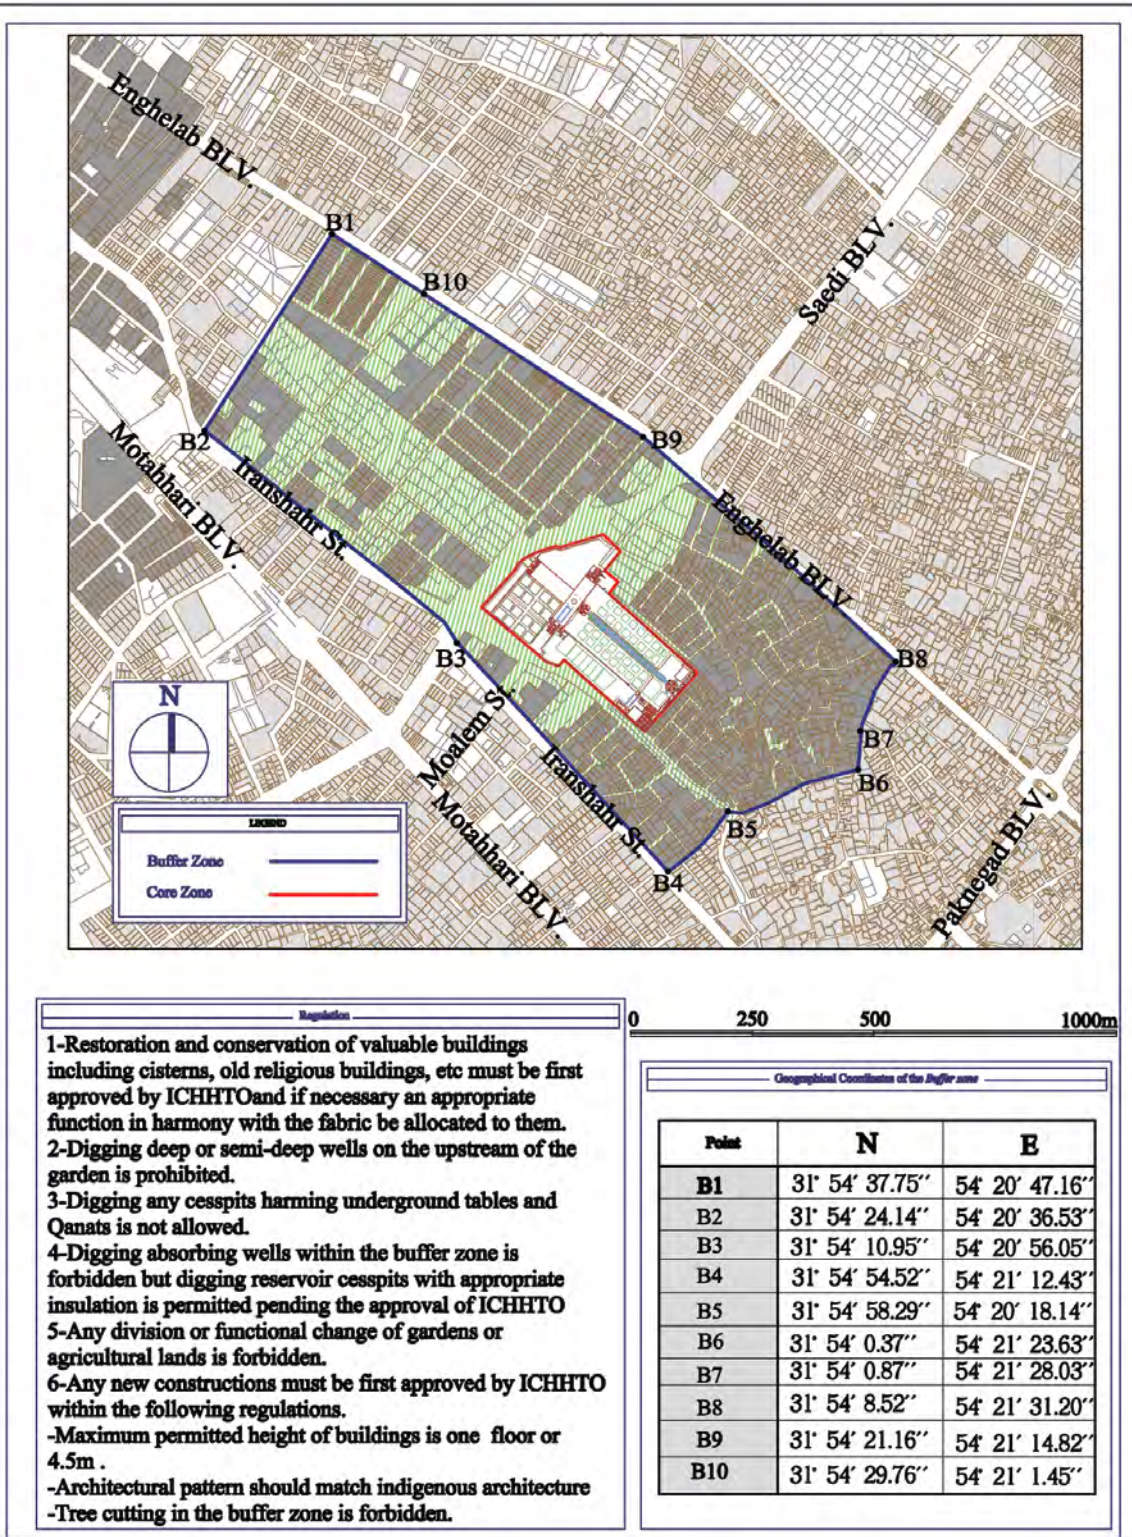 Enghelab BLV.
B1
B10
Saedi BLV.
B9
B2
Motahhari BLV.
Iranshahr St.
Enghelab BLV.
B3
B8
N
Moalem St.
Iranshahr St.
B7
B6
Motahhari BLV.
B5
B4
Paknegad BLV.
LEGEND
Buffer Zone
Core Zone
Regulation
1-Restoration and conservation of valuable buildings
including cisterns, old religious buildings, etc must be first
approved by ICHHTOand if necessary an appropriate
function in harmony with the fabric be allocated to them.
2-Digging deep or semi-deep wells on the upstream of the
garden is prohibited.
3-Digging any cesspits harming underground tables and
Qanats is not allowed.
4-Digging absorbing wells within the buffer zone is
forbidden but digging reservoir cesspits with appropriate
insulation is permitted pending the approval of ICHHTO
5-Any division or functional change of gardens or
agricultural lands is forbidden.
6-Any new constructions must be first approved by ICHHTO
within the following regulations.
-Maximum permitted height of buildings is one floor or
4.5m .
-Architectural pattern should match indigenous architecture
-Tree cutting in the buffer zone is forbidden.
0 250 500 1000m
Geographical Coordinates of the Buffer zone
Point N E
B1 31° 54′ 37.75″ 54° 20′ 47.16″
B2 31° 54′ 24.14″ 54° 20′ 36.53″
B3 31° 54′ 10.95″ 54° 20′ 56.05″
B4 31° 54′ 54.52″ 54° 21′ 12.43″
B5 31° 54′ 58.29″ 54° 20′ 18.14″
B6 31° 54′ 0.37″ 54° 21′ 23.63″
B7 31° 54′ 0.87″ 54° 21′ 28.03″
B8 31° 54′ 8.52″ 54° 21′ 31.20″
B9 31° 54′ 21.16″ 54° 21′ 14.82″
B10 31° 54′ 29.76″ 54° 21′ 1.45″